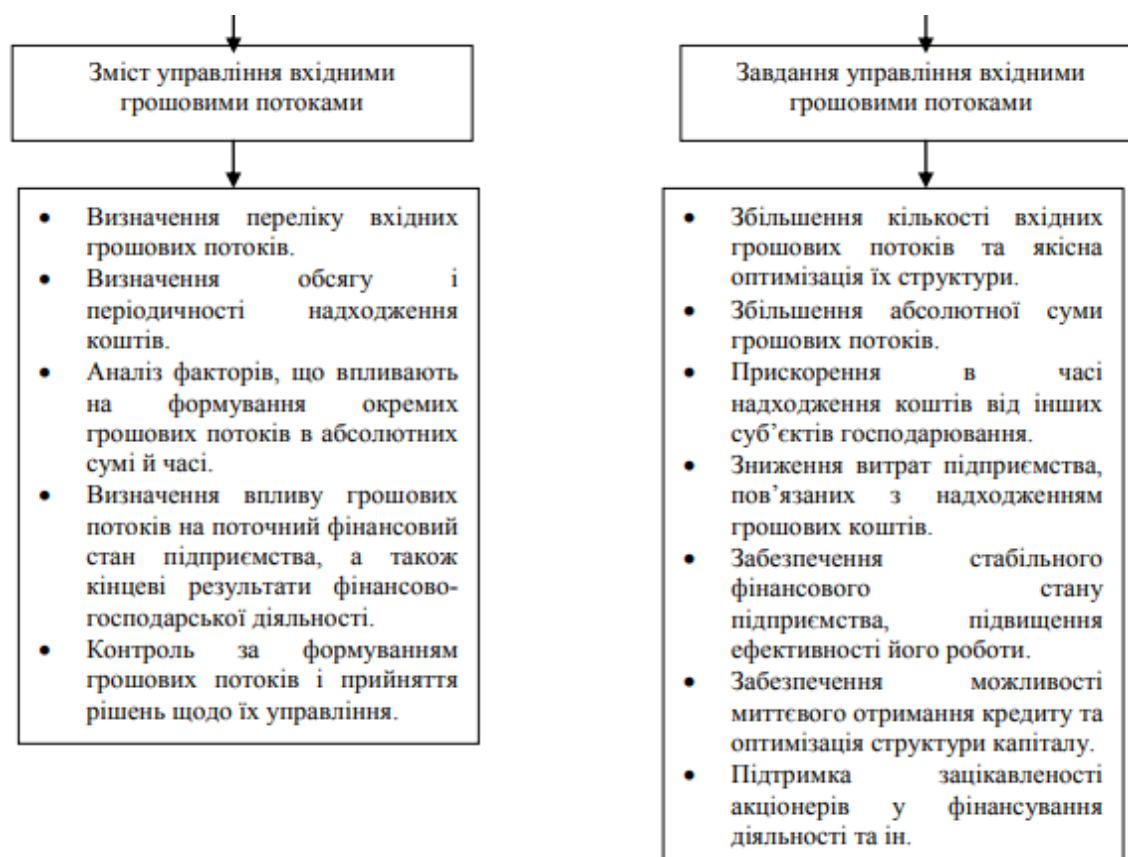 Зміст управління вхідними
грошовими потоками
• Визначення переліку вхідних
грошових потоків.
• Визначення обсягу і
періодичності надходження
коштів.
• Аналіз факторів, що впливають
на формування окремих
грошових потоків в абсолютних
сумі й часі.
• Визначення впливу грошових
потоків на поточний фінансовий
стан підприємства, а також
кінцеві результати фінансово-
господарської діяльності.
• Контроль за формуванням
грошових потоків і прийняття
рішень щодо їх управління.
Завдання управління вхідними
грошовими потоками
• Збільшення кількості вхідних
грошових потоків та якісна
оптимізація їх структури.
• Збільшення абсолютної суми
грошових потоків.
• Прискорення в часі
надходження коштів від інших
суб’єктів господарювання.
• Зниження витрат підприємства,
пов’язаних з надходженням
грошових коштів.
• Забезпечення стабільного
фінансового стану
підприємства, підвищення
ефективності його роботи.
• Забезпечення можливості
миттєвого отримання кредиту та
оптимізація структури капіталу.
• Підтримка зацікавленості
акціонерів у фінансування
діяльності та ін.